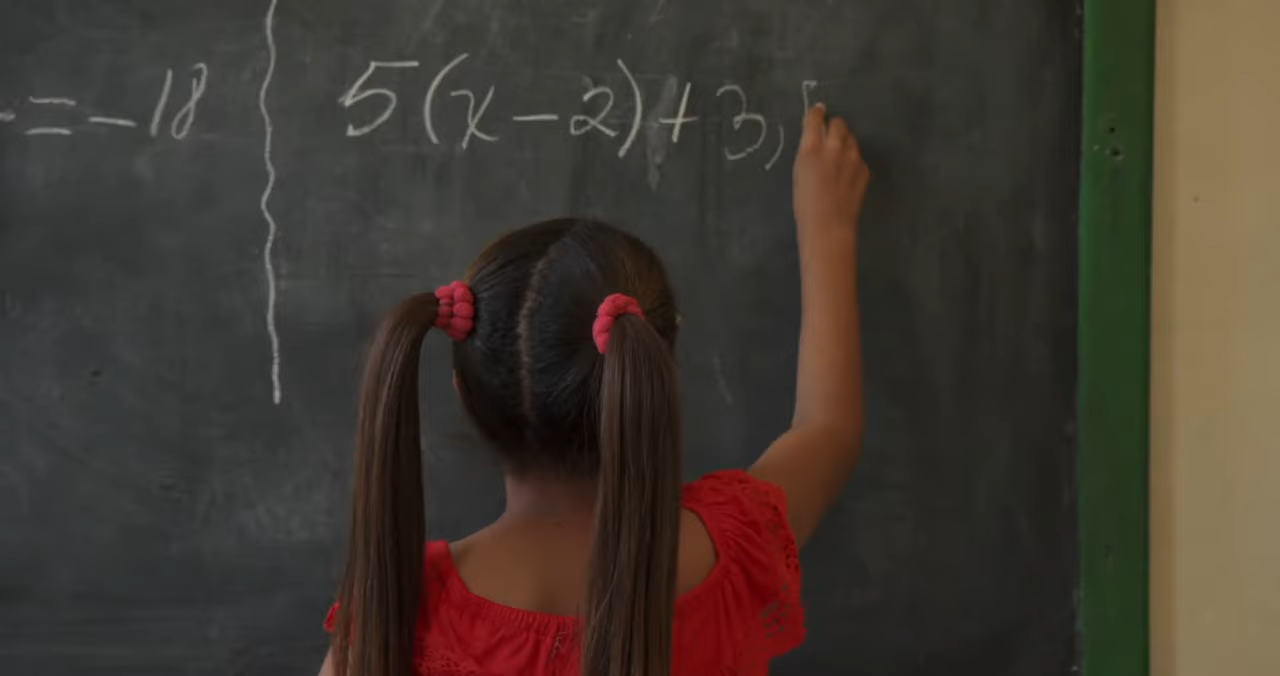 = -18
5(x-2)+3,